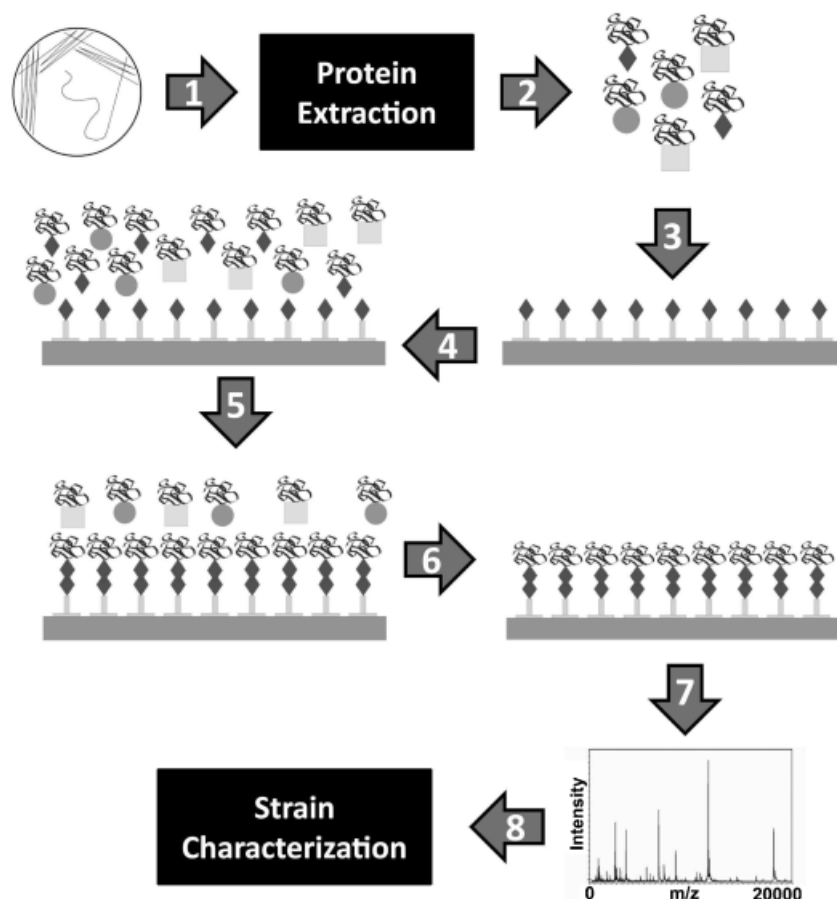 1
Protein
Extraction
2
3
4
5
6
7
Intensity
0
m/z
20000
8
Strain
Characterization